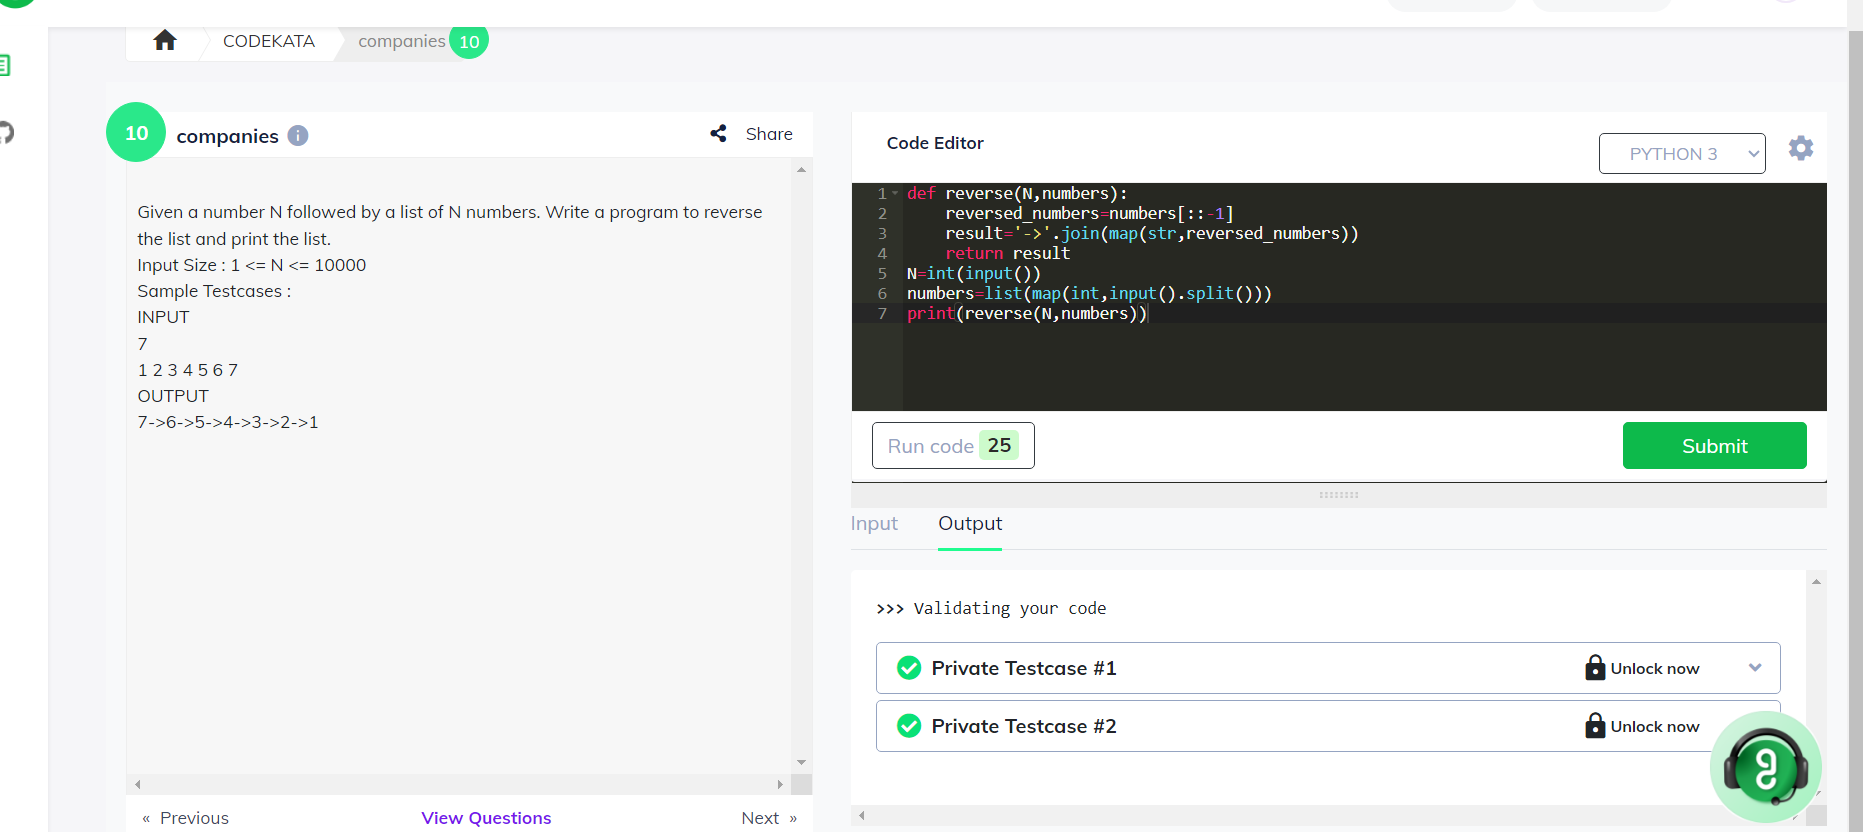 CODEKATA
companies 10
10 companies
Share
Given a number N followed by a list of N numbers. Write a program to reverse
the list and print the list.
Input Size : 1 <= N <= 10000
Sample Testcases :
INPUT
7
1 2 3 4 5 6 7
OUTPUT
7->6->5->4->3->2->1
« Previous
View Questions
Next »
Code Editor
PYTHON 3
1 def reverse(N,numbers):
2     reversed_numbers=numbers[::-1]
3     result='->'.join(map(str,reversed_numbers))
4     return result
5 N=int(input())
6 numbers=list(map(int,input().split()))
7 print(reverse(N,numbers))
Run code 25
Submit
Input
Output
>>> Validating your code
Private Testcase #1
Unlock now
Private Testcase #2
Unlock now